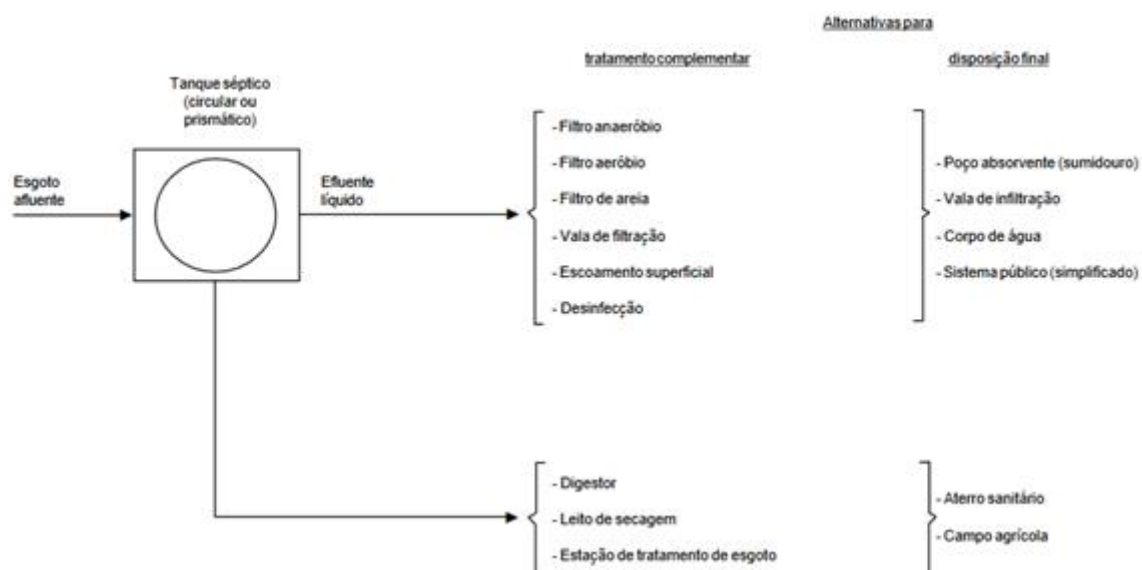 Alternativas para
tratamento complementar
disposição final
Tanque séptico
(circular ou
prismático)
Esgoto
afluente
Efluente
líquido
- Filtro anaeróbio
- Filtro aeróbio
- Filtro de areia
- Vala de filtração
- Escoamento superficial
- Desinfecção
- Poço absorvente (sumidouro)
- Vala de infiltração
- Corpo de água
- Sistema público (simplificado)
- Digestor
- Leito de secagem
- Estação de tratamento de esgoto
- Aterro sanitário
- Campo agrícola